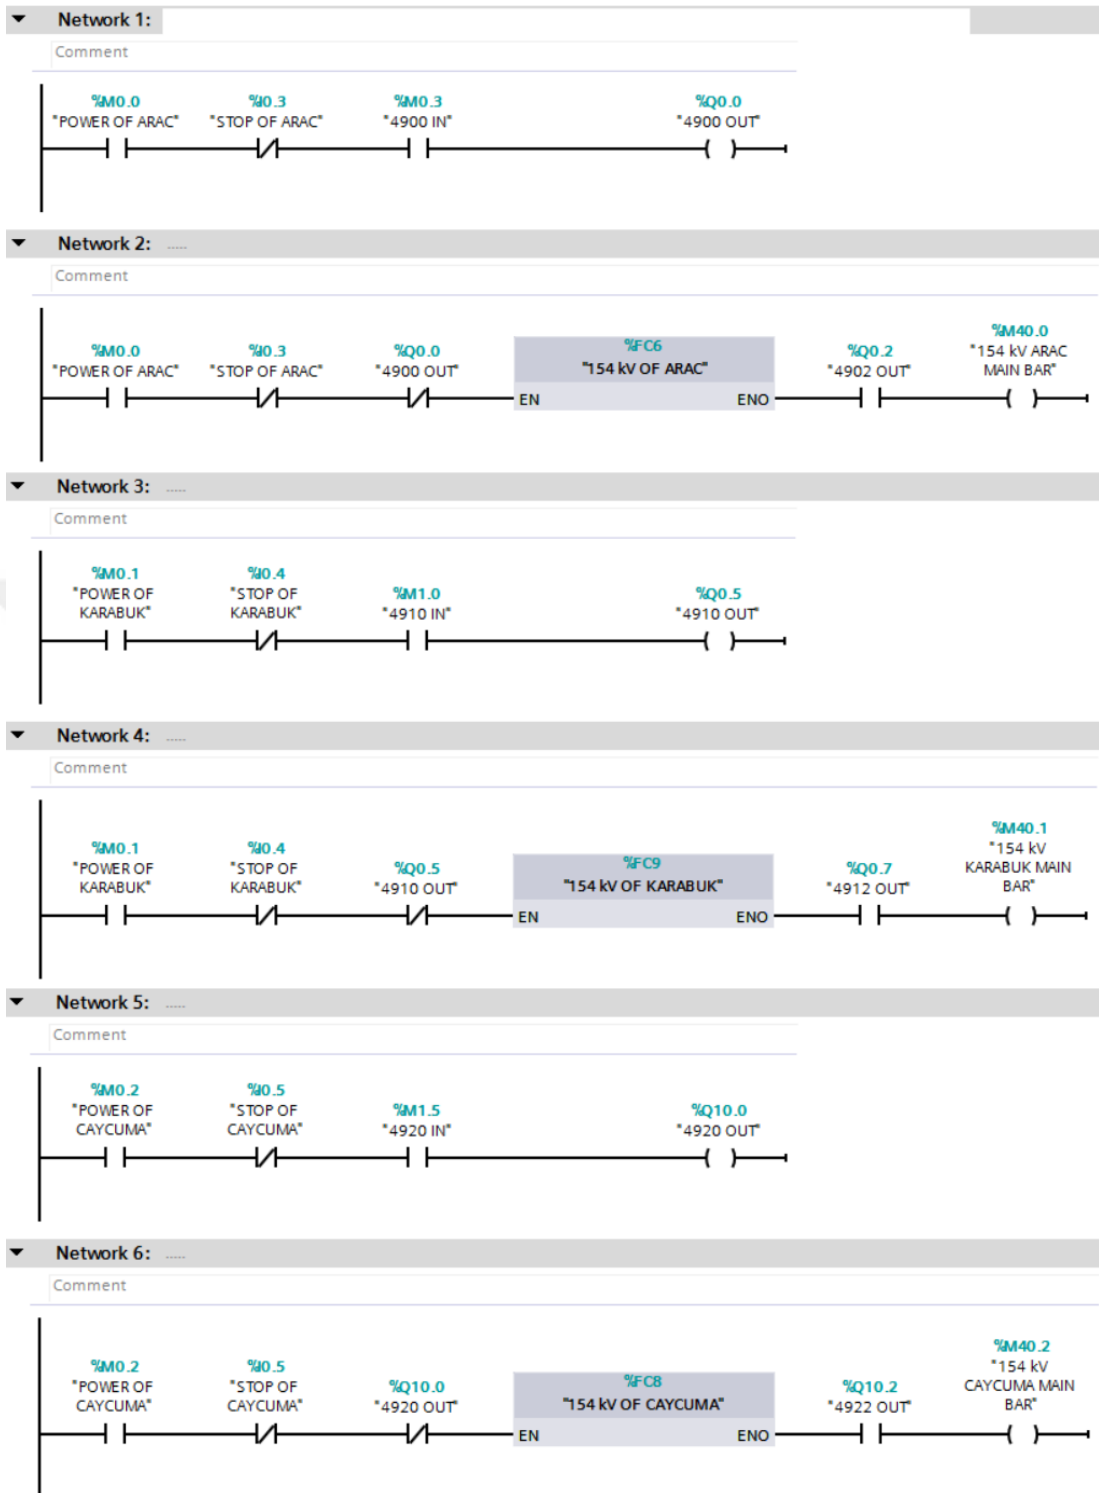 Network 1:
Comment
%M0.0 %I0.3 %M0.3 %Q0.0
"POWER OF ARAC" "STOP OF ARAC" "4900 IN" "4900 OUT"
Network 2: .....
Comment
%M40.0
%M0.0 %I0.3 %Q0.0 %FC6 %Q0.2 "154 kV ARAC
"POWER OF ARAC" "STOP OF ARAC" "4900 OUT" "154 kV OF ARAC" "4902 OUT" MAIN BAR"
EN ENO
Network 3: .....
Comment
%M0.1 %I0.4
"POWER OF "STOP OF %M1.0 %Q0.5
KARABUK" KARABUK" "4910 IN" "4910 OUT"
Network 4: .....
Comment
%M40.1
%M0.1 %I0.4 "154 kV
"POWER OF "STOP OF %Q0.5 %FC9 %Q0.7 KARABUK MAIN
KARABUK" KARABUK" "4910 OUT" "154 kV OF KARABUK" "4912 OUT" BAR"
EN ENO
Network 5: .....
Comment
%M0.2 %I0.5
"POWER OF "STOP OF %M1.5 %Q10.0
CAYCUMA" CAYCUMA" "4920 IN" "4920 OUT"
Network 6: .....
Comment
%M40.2
%M0.2 %I0.5 "154 kV
"POWER OF "STOP OF %Q10.0 %FC8 %Q10.2 CAYCUMA MAIN
CAYCUMA" CAYCUMA" "4920 OUT" "154 kV OF CAYCUMA" "4922 OUT" BAR"
EN ENO